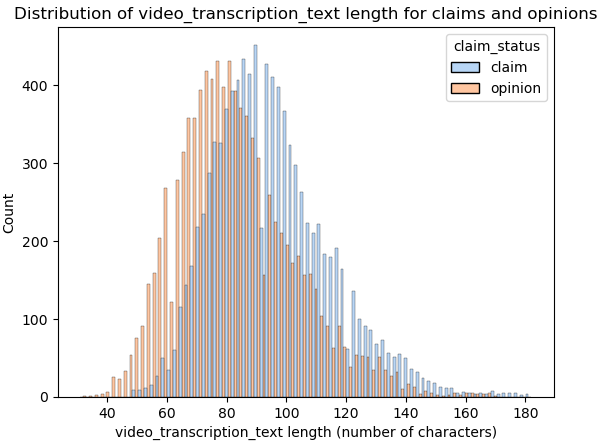 Distribution of video_transcription_text length for claims and opinions
claim_status
claim
opinion
Count
400
300
200
100
0
40 60 80 100 120 140 160 180
video_transcription_text length (number of characters)